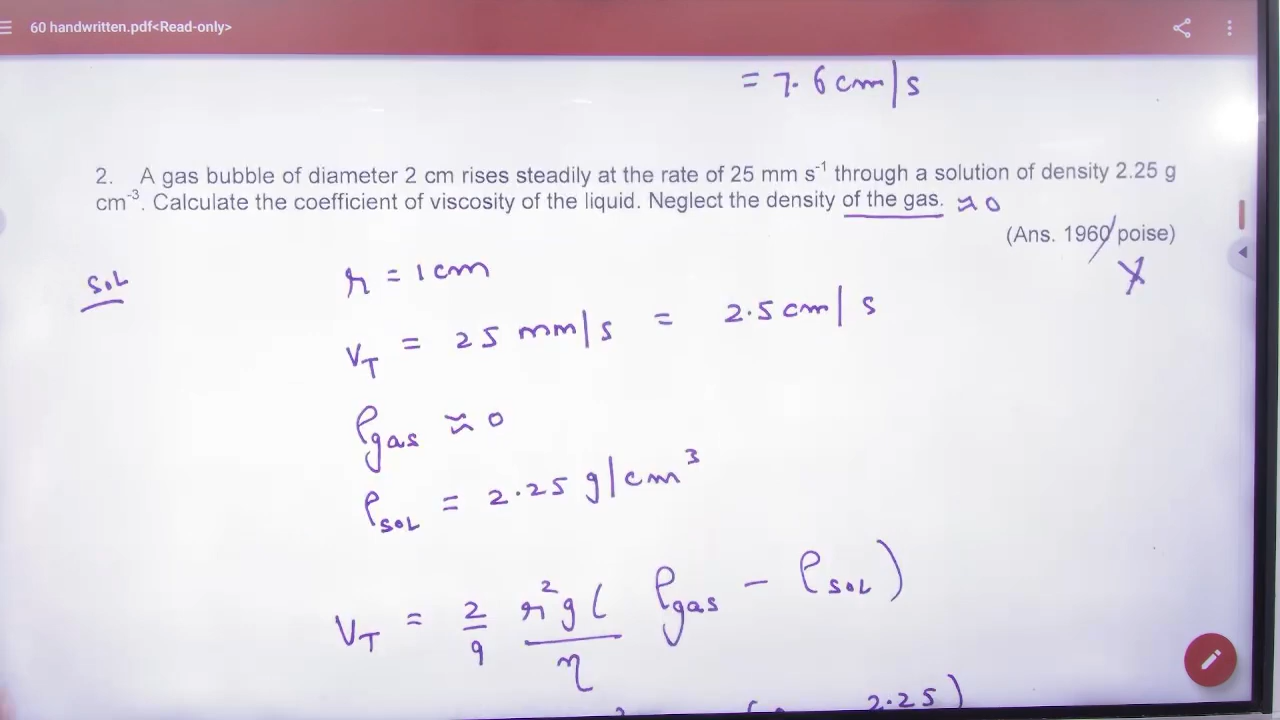 60 handwritten.pdf<Read-only>
= 7.6 cm/s
2. A gas bubble of diameter 2 cm rises steadily at the rate of 25 mm s⁻¹ through a solution of density 2.25 g
cm⁻³. Calculate the coefficient of viscosity of the liquid. Neglect the density of the gas. ≈ 0
(Ans. 1960 poise)
Sol
r = 1 cm
V_T = 25 mm/s = 2.5 cm/s
ρ_gas ≈ 0
ρ_SOL = 2.25 g/cm³
V_T = 2/9 r²g/η (ρ_gas - ρ_SOL)
2.25)